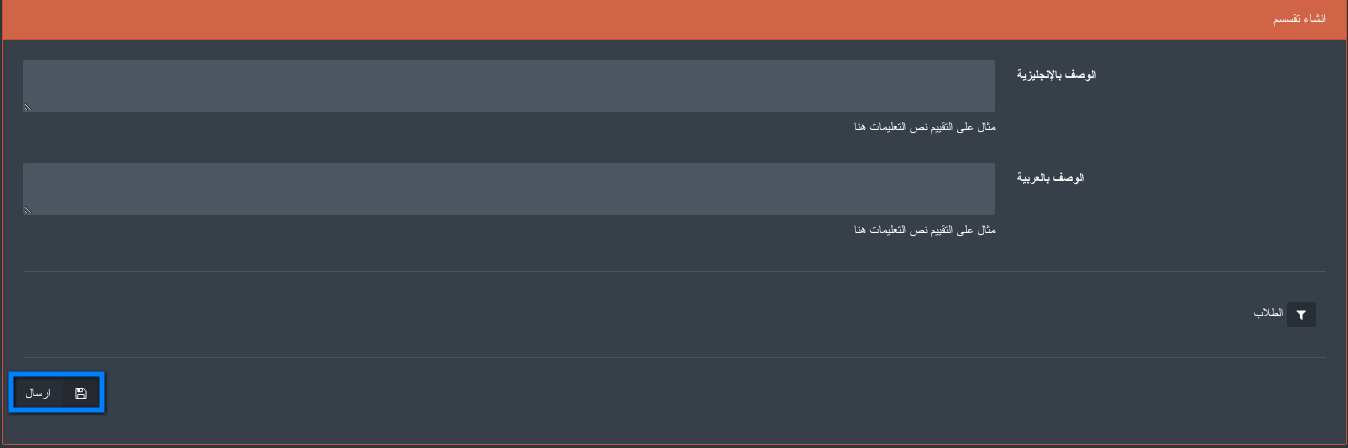 انشاء تقسسم
الوصف بالإنجليزية
مثال على التقييم نص التعليمات هنا
الوصف بالعربية
مثال على التقييم نص التعليمات هنا
الطلاب
ارسال